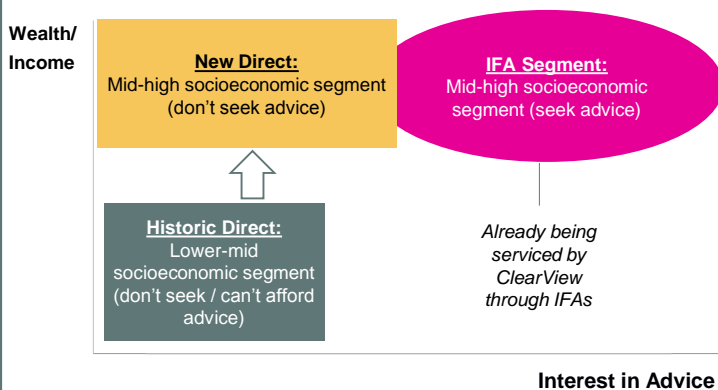 Wealth/
Income
New Direct:
Mid-high socioeconomic segment
(don’t seek advice)
IFA Segment:
Mid-high socioeconomic
segment (seek advice)
Historic Direct:
Lower-mid
socioeconomic segment
(don’t seek / can’t afford
advice)
Already being
serviced by
ClearView
through IFAs
Interest in Advice